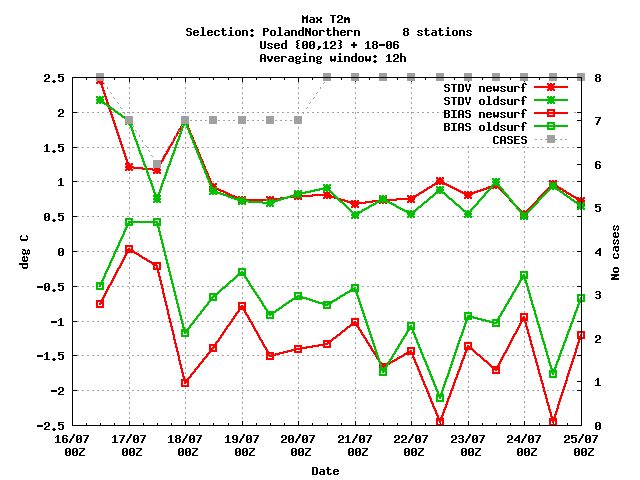 Max T2m
Selection: PolandNorthern 8 stations
Used {00,12} + 18-06
Averaging window: 12h
STDV newsurf
STDV oldsurf
BIAS newsurf
BIAS oldsurf
CASES
2.5
2
1.5
1
0.5
0
-0.5
-1
-1.5
-2
-2.5
deg C
8
7
6
5
4
3
2
1
0
No cases
16/07 17/07 18/07 19/07 20/07 21/07 22/07 23/07 24/07 25/07
00Z 00Z 00Z 00Z 00Z 00Z 00Z 00Z 00Z 00Z
Date